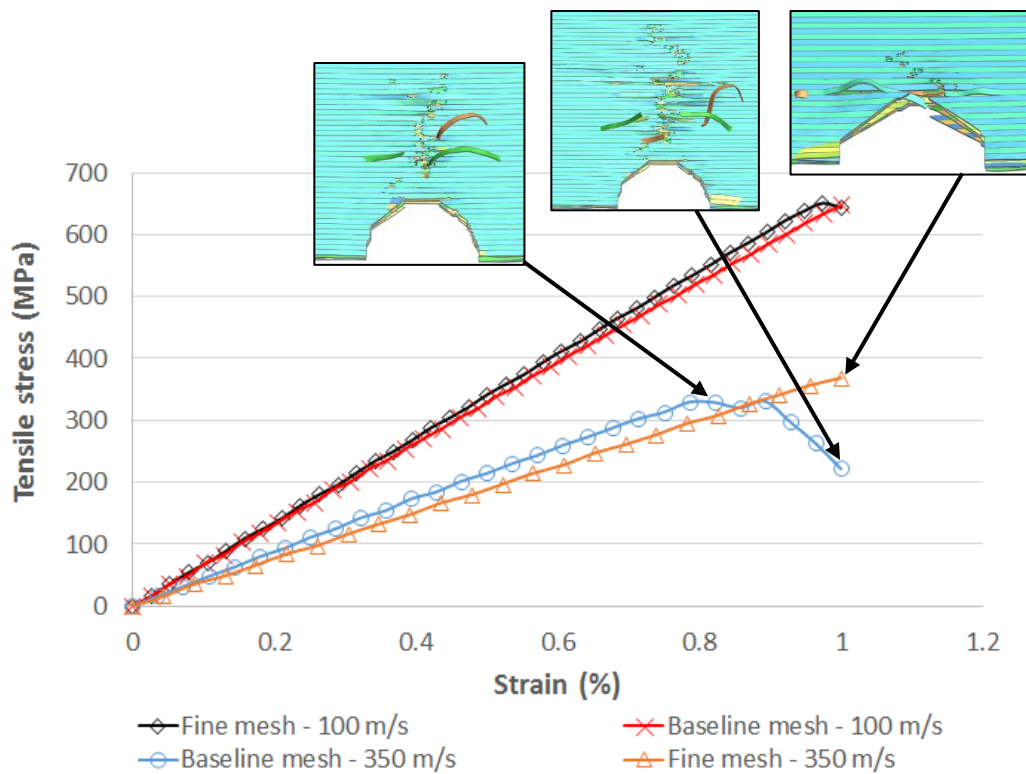 700
600
500
400
300
200
100
0
Tensile stress (MPa)
0 0.2 0.4 0.6 0.8 1 1.2
Strain (%)
Fine mesh - 100 m/s Baseline mesh - 100 m/s
Baseline mesh - 350 m/s Fine mesh - 350 m/s